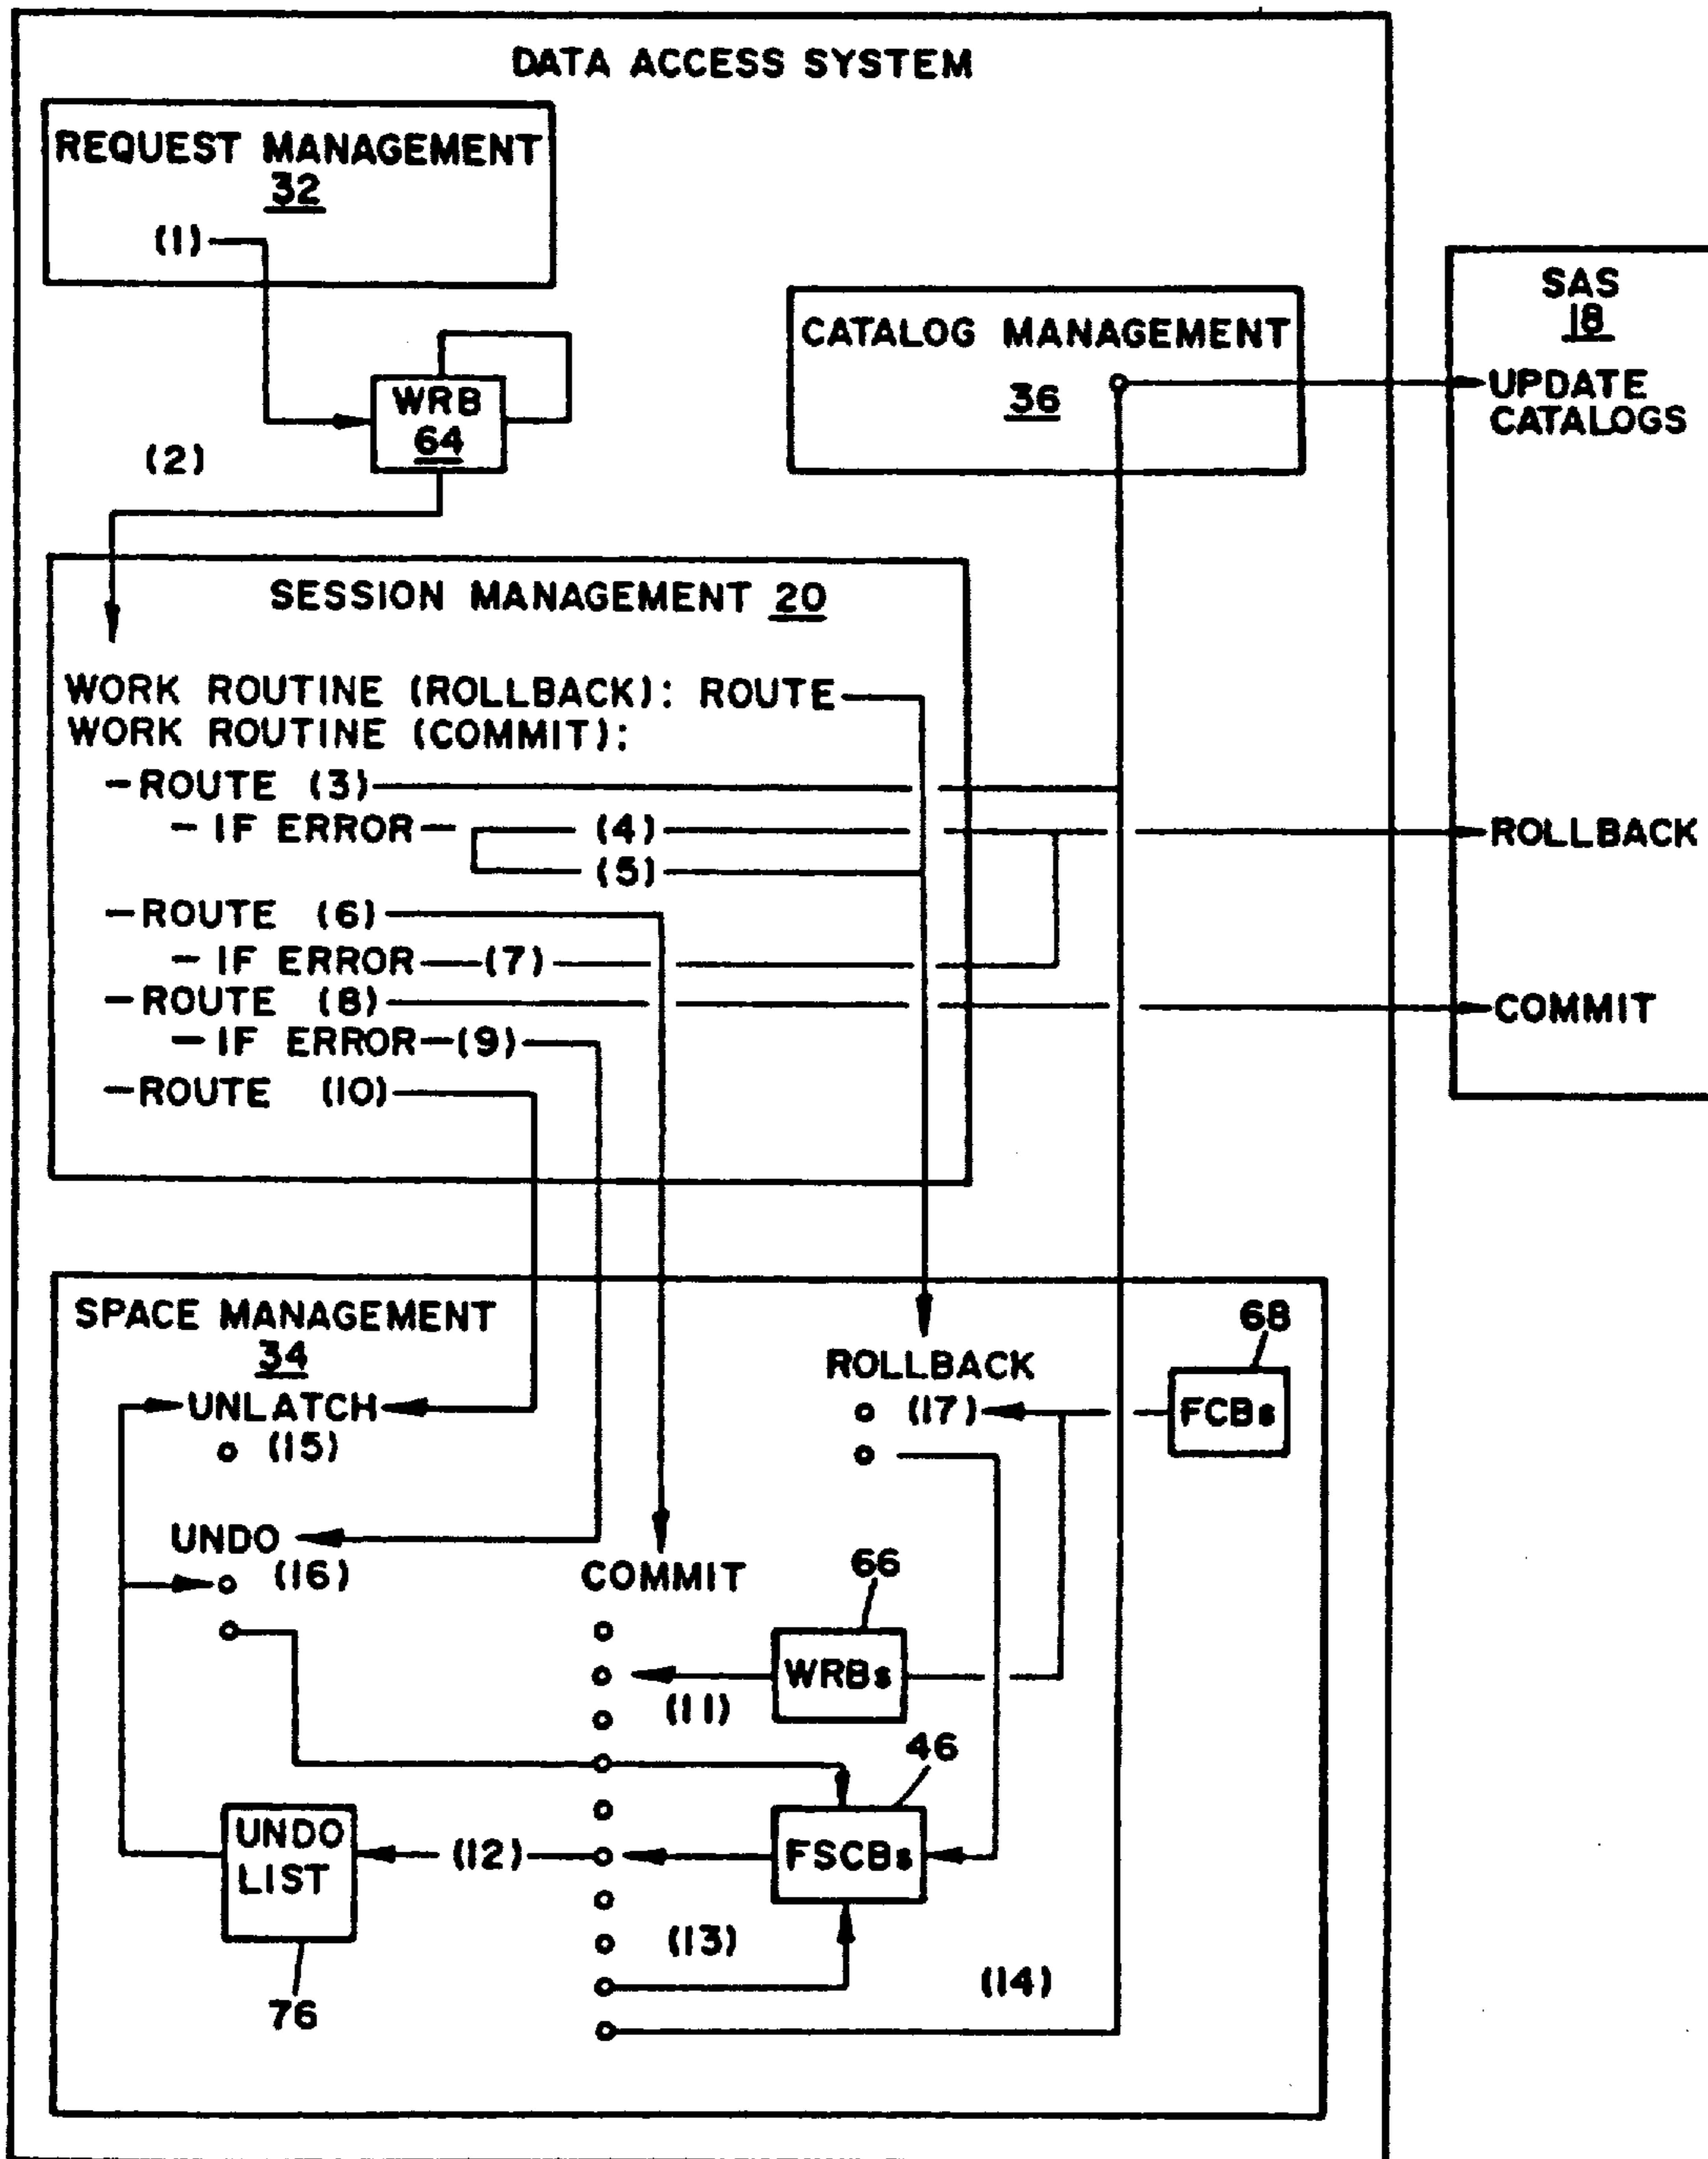 DATA ACCESS SYSTEM
REQUEST MANAGEMENT
32
(1)
WRB
64
(2)
CATALOG MANAGEMENT
36
SAS
18
UPDATE
CATALOGS
ROLLBACK
COMMIT
SESSION MANAGEMENT 20
WORK ROUTINE (ROLLBACK): ROUTE
WORK ROUTINE (COMMIT):
-ROUTE (3)
- IF ERROR - (4)
(5)
-ROUTE (6)
- IF ERROR - (7)
-ROUTE (8)
- IF ERROR - (9)
-ROUTE (10)
SPACE MANAGEMENT
34
UNLATCH
(15)
UNDO
(16)
COMMIT
ROLLBACK
(17)
68
FCBs
66
WRBs
(11)
46
FSCBs
(12)
UNDO
LIST
76
(13)
(14)